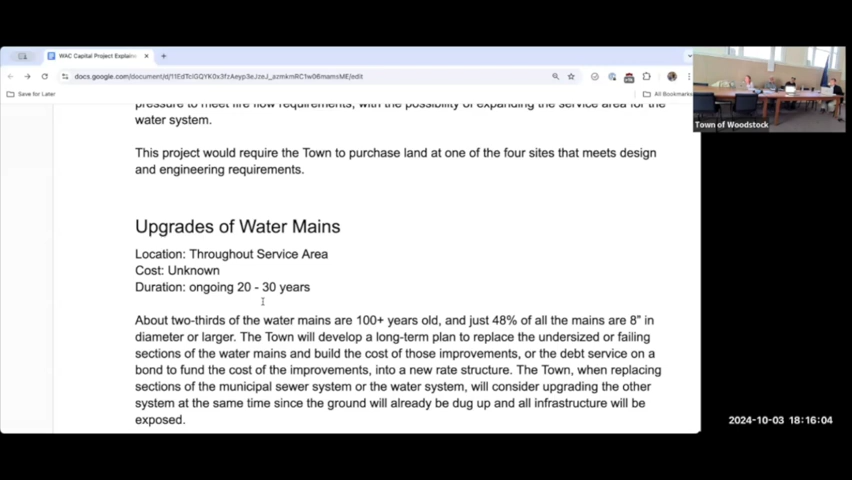 WAC Capital Project Explaine
docs.google.com/document/d/11EdTclGQYK0x3fzAeyp3eJzeJ_azmkmRC1w06mamsME/edit
Save for Later
All Bookmarks
Town of Woodstock
pressure to meet fire flow requirements, with the possibility of expanding the service area for the
water system.
This project would require the Town to purchase land at one of the four sites that meets design
and engineering requirements.
Upgrades of Water Mains
Location: Throughout Service Area
Cost: Unknown
Duration: ongoing 20 - 30 years
About two-thirds of the water mains are 100+ years old, and just 48% of all the mains are 8" in
diameter or larger. The Town will develop a long-term plan to replace the undersized or failing
sections of the water mains and build the cost of those improvements, or the debt service on a
bond to fund the cost of the improvements, into a new rate structure. The Town, when replacing
sections of the municipal sewer system or the water system, will consider upgrading the other
system at the same time since the ground will already be dug up and all infrastructure will be
exposed.
2024-10-03 18:16:04